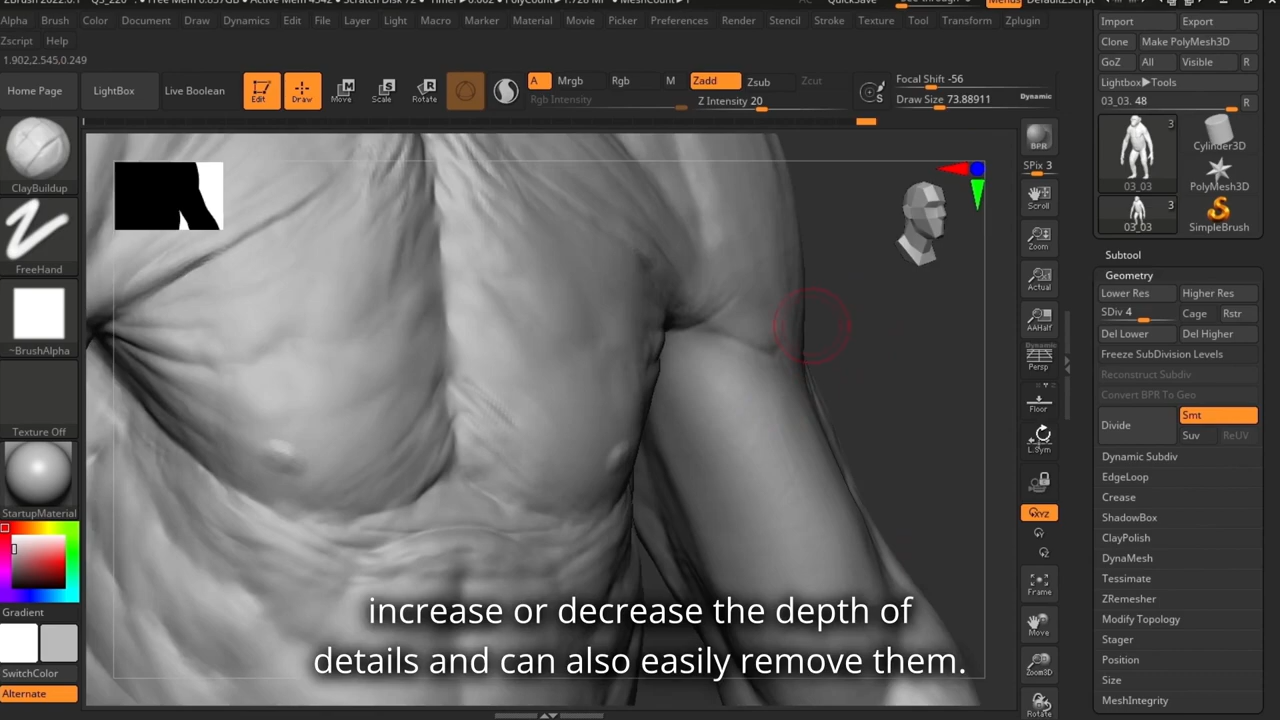 Alpha Brush Color Document Draw Dynamics Edit File Layer Light Macro Marker Material Movie Picker Preferences Render Stencil Stroke Texture Tool Transform Zplugin
Zscript Help
1.902,2.545,0.249
Home Page LightBox Live Boolean Edit Draw Move Scale Rotate
A Mrgb Rgb M Zadd Zsub Zcut
Rgb Intensity Z Intensity 20
Focal Shift -56
Draw Size 73.88911 Dynamic
S
ClayBuildup
FreeHand
~BrushAlpha
Texture Off
StartupMaterial
Gradient
SwitchColor
Alternate
BPR
SPix 3
Scroll
Zoom
Actual
AAHalf
Dynamic
Persp
Floor
L.Sym
XYZ
Frame
Move
Zoom3D
Rotate
Import Export
Clone Make PolyMesh3D
GoZ All Visible R
Lightbox▶Tools
03_03. 48 R
3
03_03
Cylinder3D
PolyMesh3D
3
03_03
SimpleBrush
Subtool
Geometry
Lower Res Higher Res
SDiv 4 Cage Rstr
Del Lower Del Higher
Freeze SubDivision Levels
Reconstruct Subdiv
Convert BPR To Geo
Divide Smt
Suv ReUV
Dynamic Subdiv
EdgeLoop
Crease
ShadowBox
ClayPolish
DynaMesh
Tessimate
ZRemesher
Modify Topology
Stager
Position
Size
MeshIntegrity
increase or decrease the depth of
details and can also easily remove them.